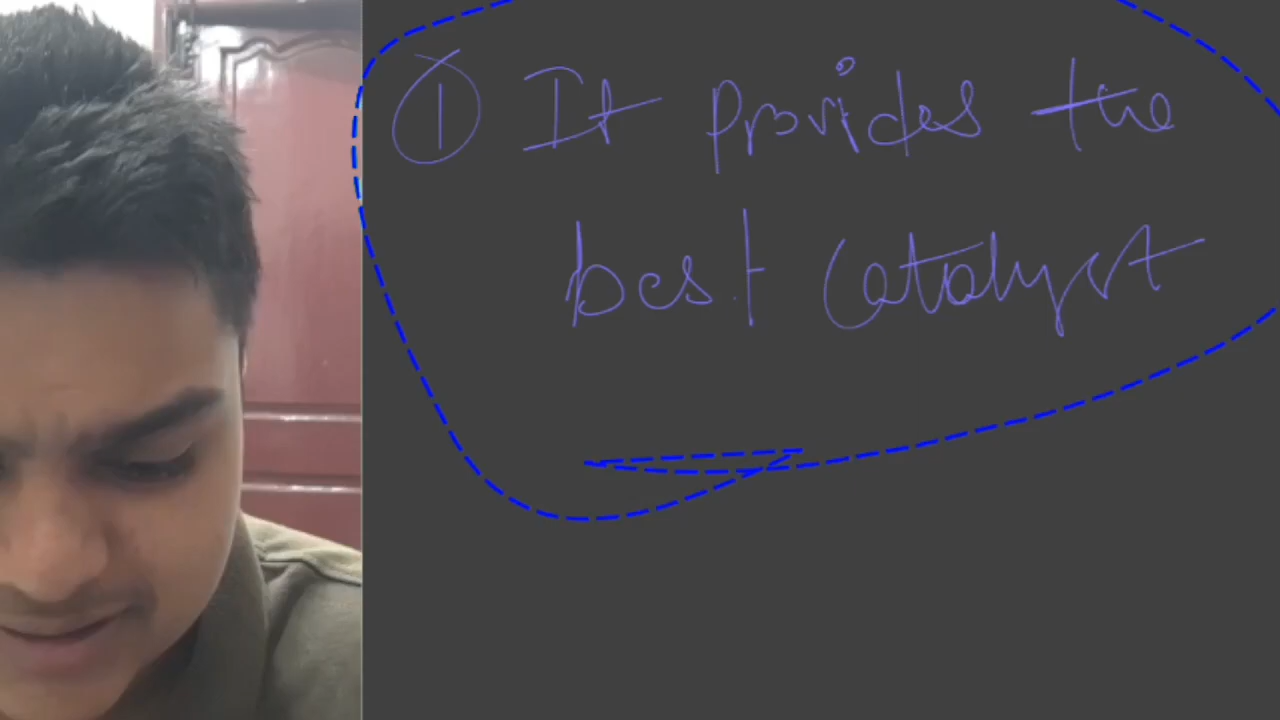 ① It provides the
best catalyst